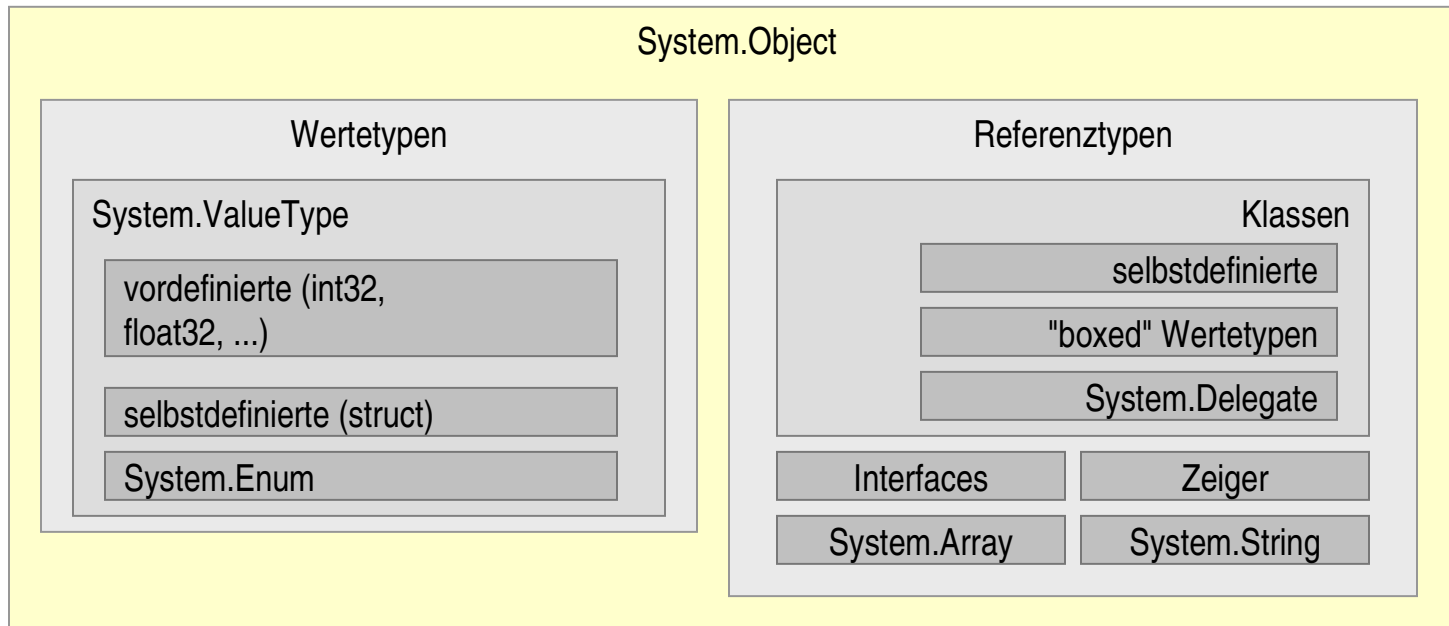 System.Object
Wertetypen
System.ValueType
vordefinierte (int32,
float32, ...)
selbstdefinierte (struct)
System.Enum
Referenztypen
Klassen
selbstdefinierte
"boxed" Wertetypen
System.Delegate
Interfaces
Zeiger
System.Array
System.String